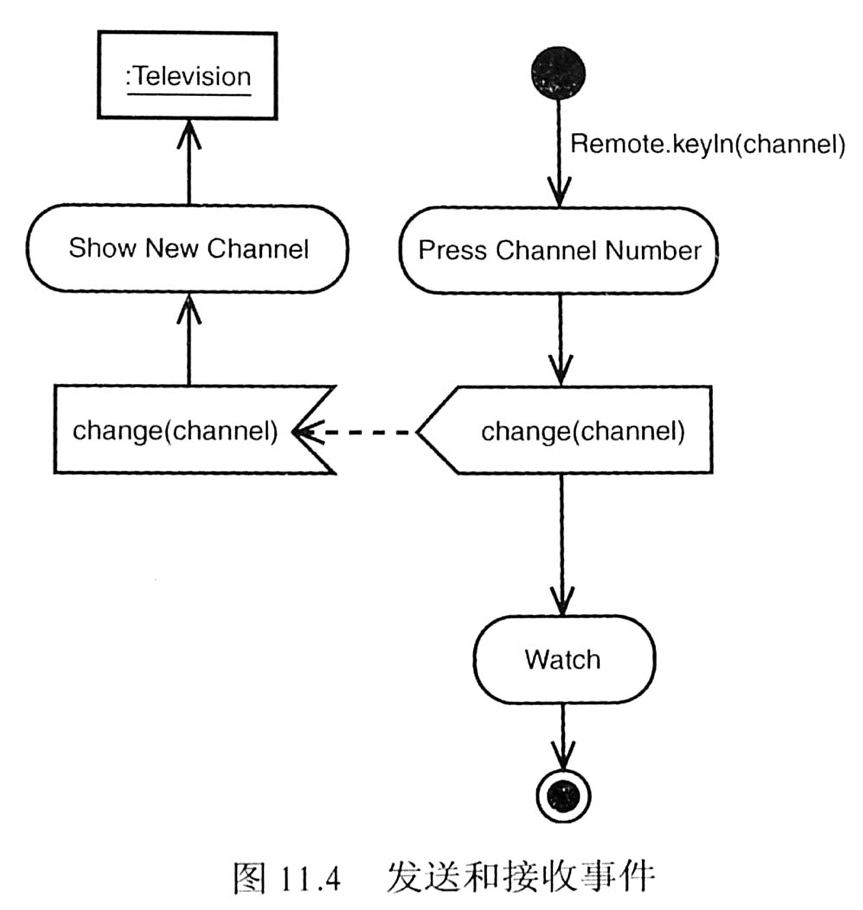 :Television
Remote.keyIn(channel)
Show New Channel
Press Channel Number
change(channel)
change(channel)
Watch
图 11.4 发送和接收事件